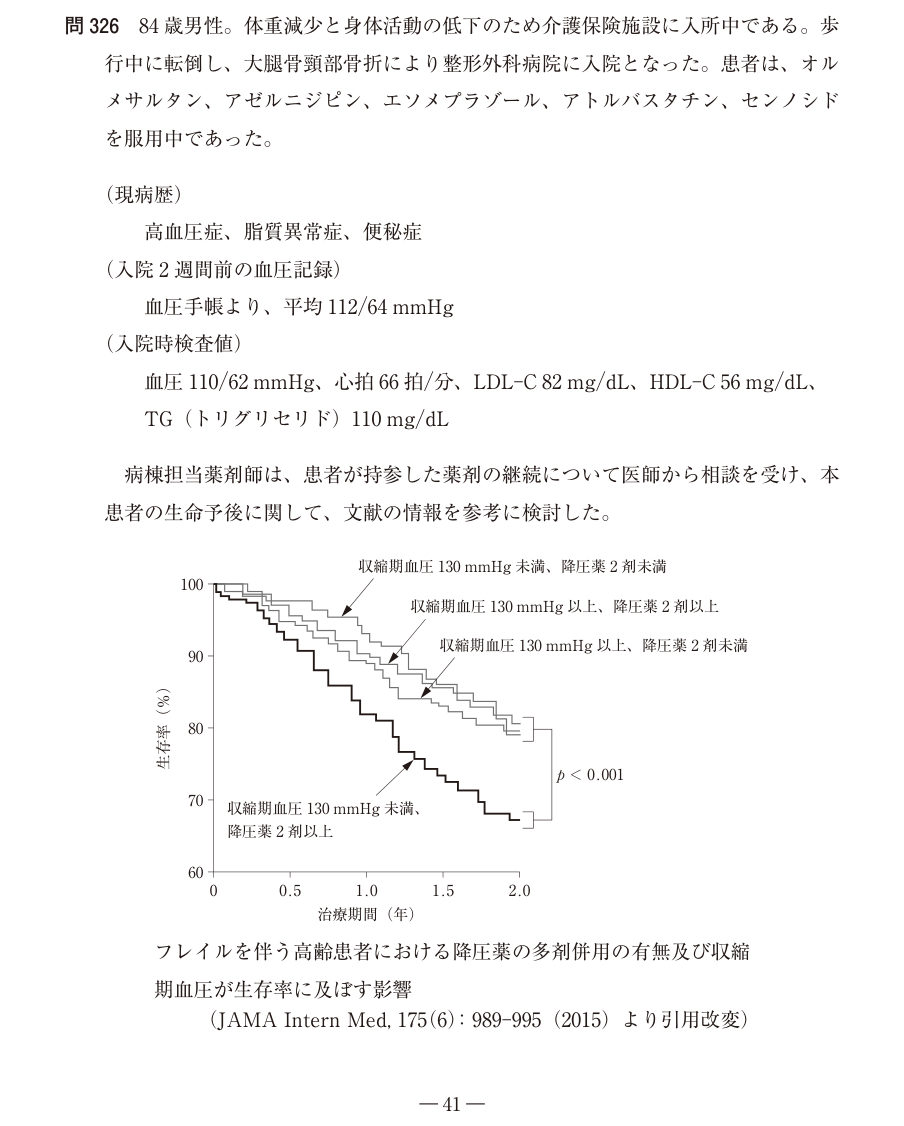 問 326　84 歳男性。体重減少と身体活動の低下のため介護保険施設に入所中である。歩
行中に転倒し、大腿骨頸部骨折により整形外科病院に入院となった。患者は、オル
メサルタン、アゼルニジピン、エソメプラゾール、アトルバスタチン、センノシド
を服用中であった。
（現病歴）
高血圧症、脂質異常症、便秘症
（入院 2 週間前の血圧記録）
血圧手帳より、平均 112/64 mmHg
（入院時検査値）
血圧 110/62 mmHg、心拍 66 拍/分、LDL-C 82 mg/dL、HDL-C 56 mg/dL、
TG（トリグリセリド）110 mg/dL
病棟担当薬剤師は、患者が持参した薬剤の継続について医師から相談を受け、本
患者の生命予後に関して、文献の情報を参考に検討した。
収縮期血圧 130 mmHg 未満、降圧薬 2 剤未満
収縮期血圧 130 mmHg 以上、降圧薬 2 剤以上
収縮期血圧 130 mmHg 以上、降圧薬 2 剤未満
100
90
80
70
60
生存率（%）
p < 0.001
収縮期血圧 130 mmHg 未満、
降圧薬 2 剤以上
0　0.5　1.0　1.5　2.0
治療期間（年）
フレイルを伴う高齢患者における降圧薬の多剤併用の有無及び収縮
期血圧が生存率に及ぼす影響
（JAMA Intern Med, 175(6)：989-995（2015）より引用改変）
— 41 —